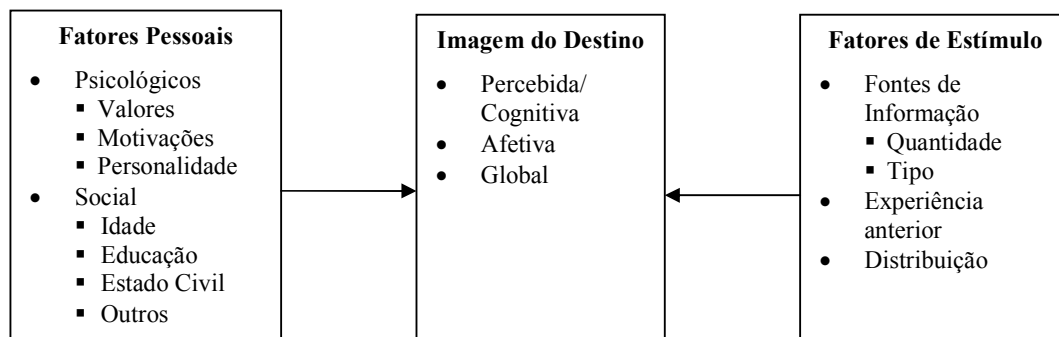 Fatores Pessoais
● Psicológicos
▪ Valores
▪ Motivações
▪ Personalidade
● Social
▪ Idade
▪ Educação
▪ Estado Civil
▪ Outros
Imagem do Destino
● Percebida/
Cognitiva
● Afetiva
● Global
Fatores de Estímulo
● Fontes de
Informação
▪ Quantidade
▪ Tipo
● Experiência
anterior
● Distribuição